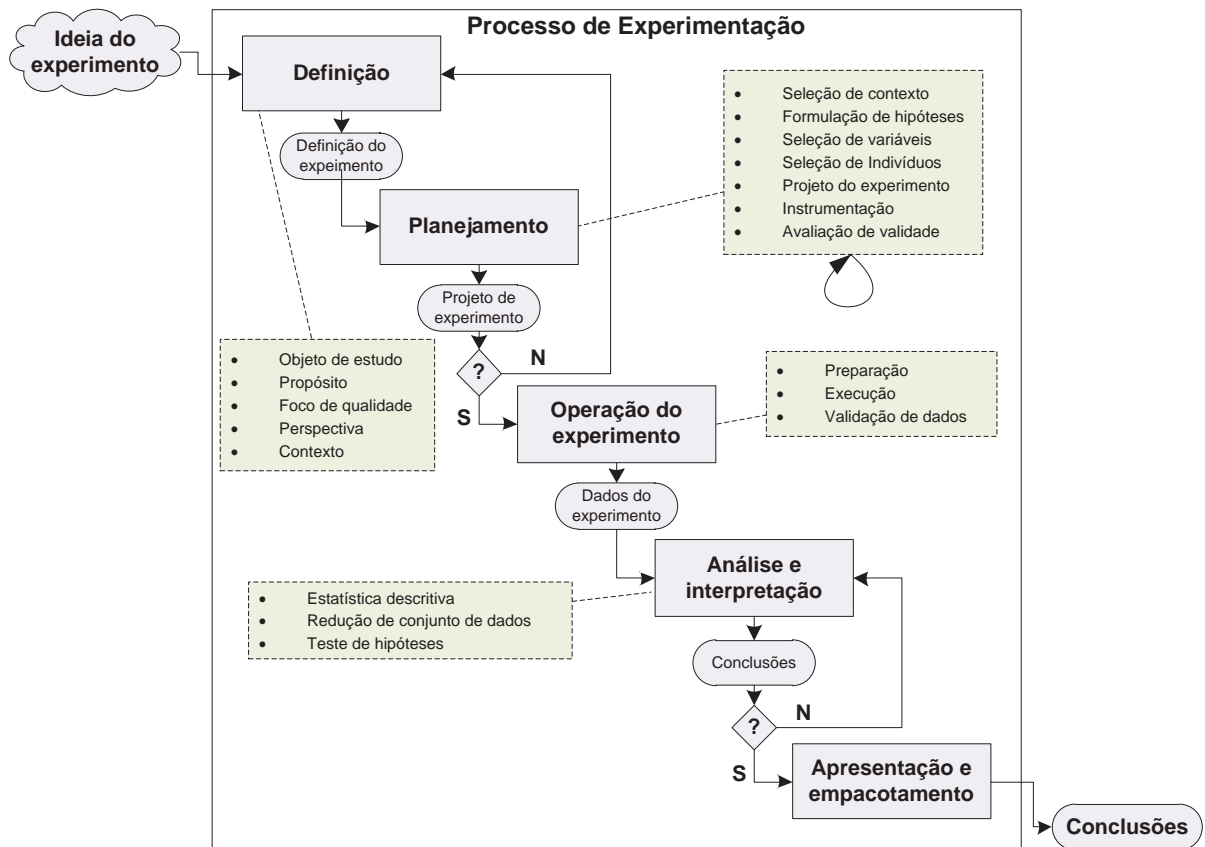 Processo de Experimentação
Ideia do
experimento
Definição
Definição do
expeimento
• Seleção de contexto
• Formulação de hipóteses
• Seleção de variáveis
• Seleção de Indivíduos
• Projeto do experimento
• Instrumentação
• Avaliação de validade
Planejamento
Projeto de
experimento
?
N
S
• Objeto de estudo
• Propósito
• Foco de qualidade
• Perspectiva
• Contexto
Operação do
experimento
• Preparação
• Execução
• Validação de dados
Dados do
experimento
Análise e
interpretação
• Estatística descritiva
• Redução de conjunto de dados
• Teste de hipóteses
Conclusões
?
N
S
Apresentação e
empacotamento
Conclusões